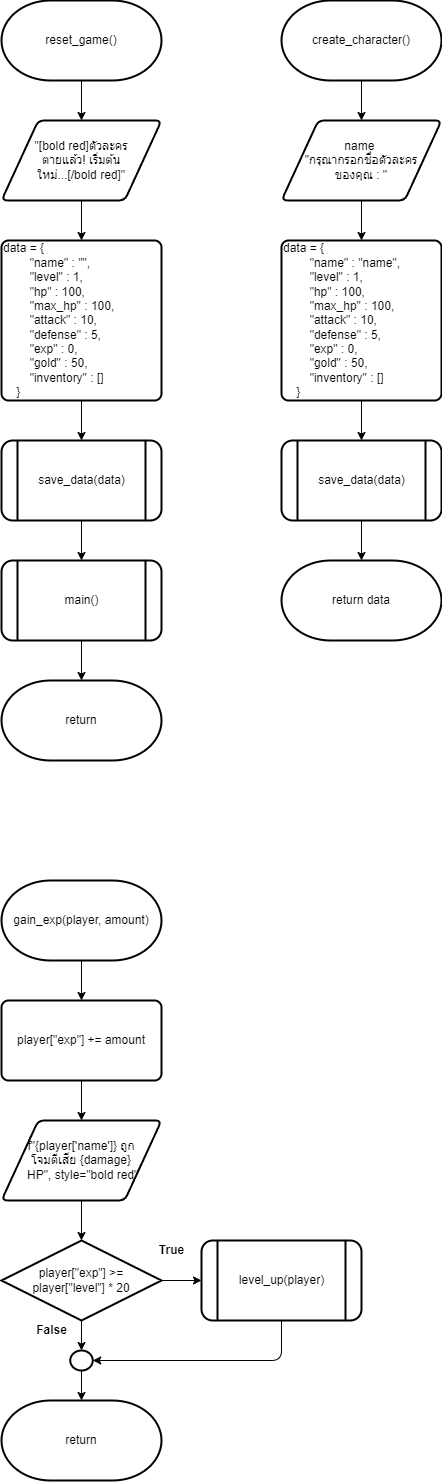 reset_game()
"[bold red]ตัวละคร
ตายแล้ว! เริ่มต้น
ใหม่...[/bold red]"
data = {
"name" : "",
"level" : 1,
"hp" : 100,
"max_hp" : 100,
"attack" : 10,
"defense" : 5,
"exp" : 0,
"gold" : 50,
"inventory" : []
}
save_data(data)
main()
return
create_character()
name
"กรุณากรอกชื่อตัวละคร
ของคุณ : "
data = {
"name" : "name",
"level" : 1,
"hp" : 100,
"max_hp" : 100,
"attack" : 10,
"defense" : 5,
"exp" : 0,
"gold" : 50,
"inventory" : []
}
save_data(data)
return data
gain_exp(player, amount)
player["exp"] += amount
f"{player['name']} ถูก
โจมตีเสีย {damage}
HP", style="bold red"
player["exp"] >=
player["level"] * 20
True
level_up(player)
False
return